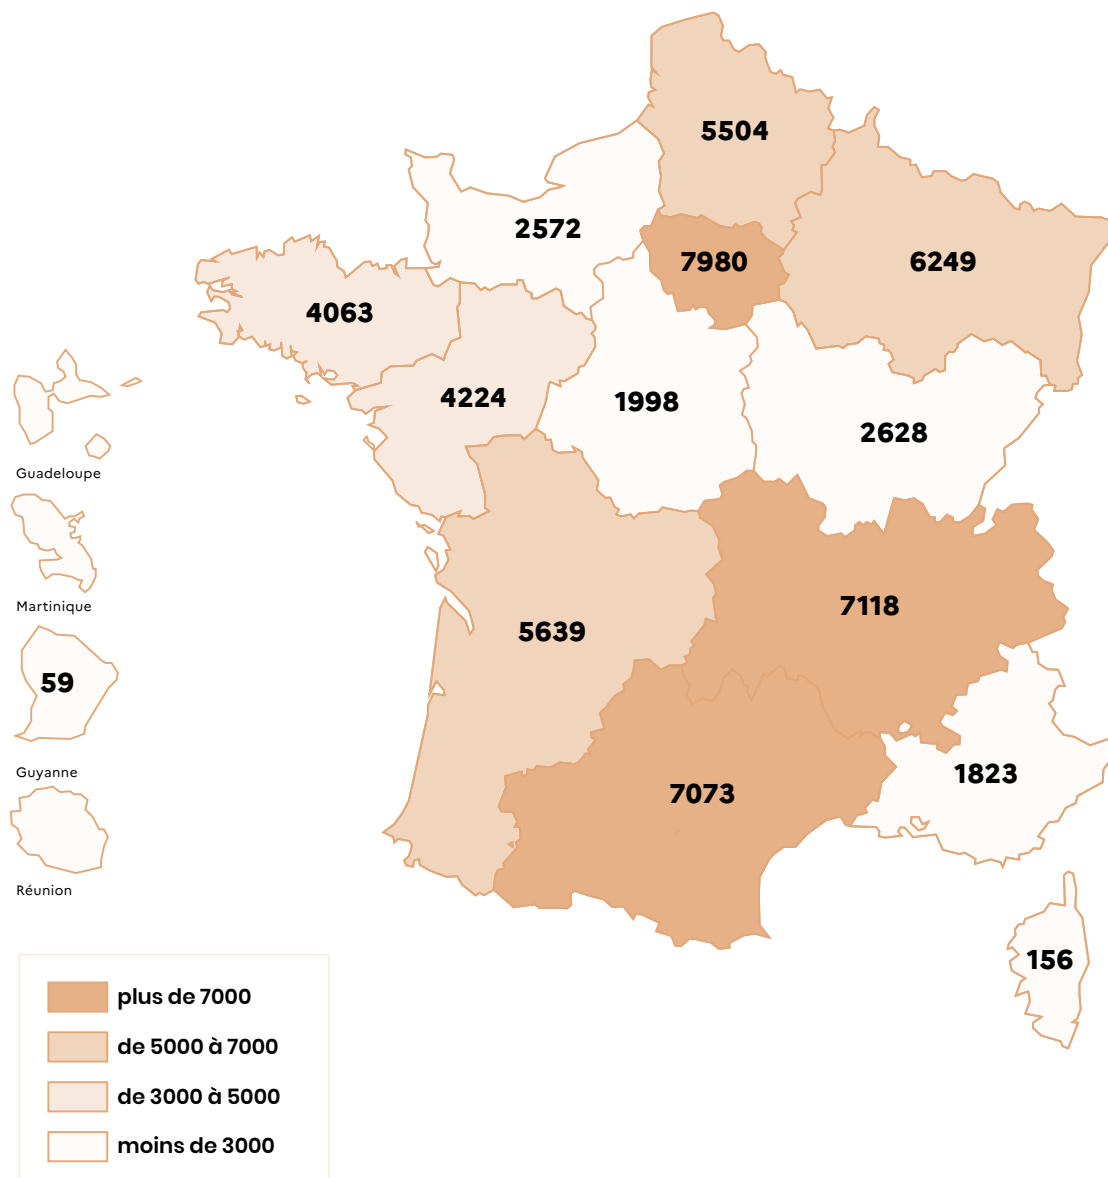 5504
2572
7980
6249
4063
4224
1998
2628
Guadeloupe
Martinique
7118
5639
59
Guyanne
7073
1823
Réunion
156
plus de 7000
de 5000 à 7000
de 3000 à 5000
moins de 3000